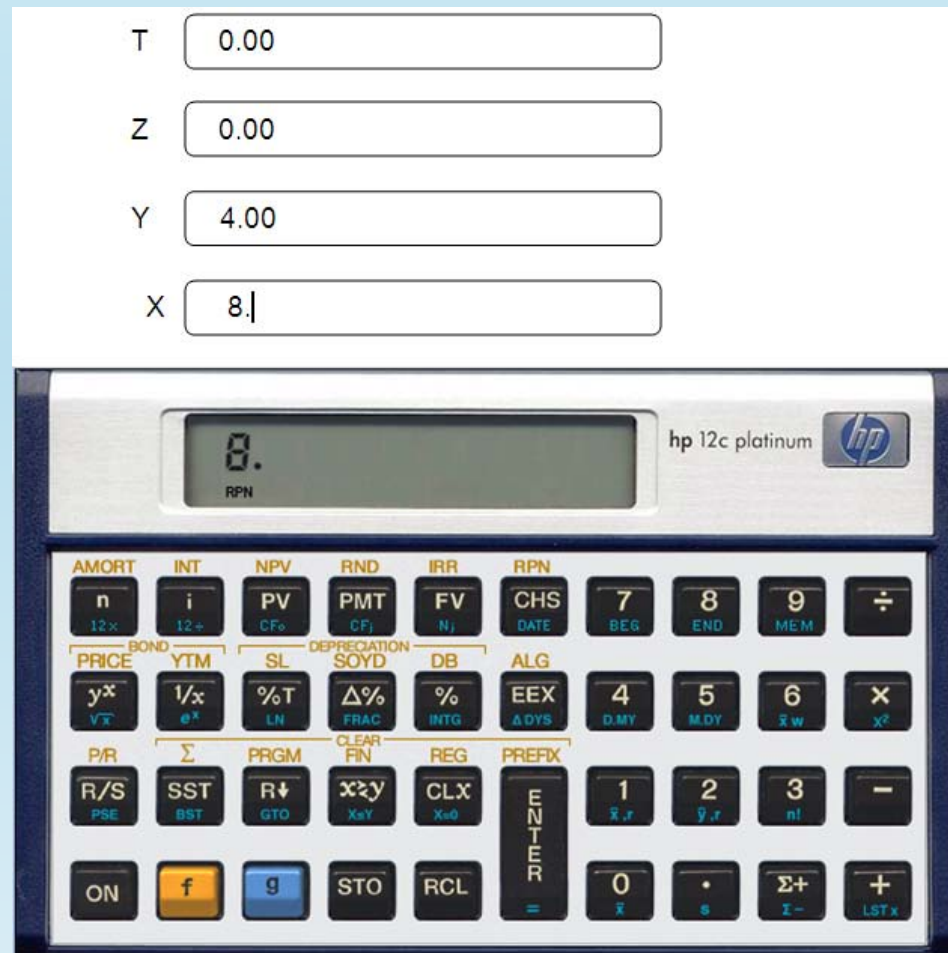 T 0.00
Z 0.00
Y 4.00
X 8.
8.
RPN
hp 12c platinum hp
AMORT INT NPV RND IRR RPN
n i PV PMT FV CHS 7 8 9 ÷
12× 12÷ CFo CFj Nj DATE BEG END MEM
BOND DEPRECIATION
PRICE YTM SL SOYD DB ALG
yx 1/x %T Δ% % EEX 4 5 6 ×
√x ex LN FRAC INTG ΔDYS D.MY M.DY x̄w x²
CLEAR
P/R Σ PRGM FIN REG PREFIX
R/S SST R↓ x≷y CLx ENTER 1 2 3 −
PSE BST GTO X≤Y X=0 x̄,r ŷ,r n!
ON f g STO RCL 0 . Σ+ +
= x̄ s Σ− LST x